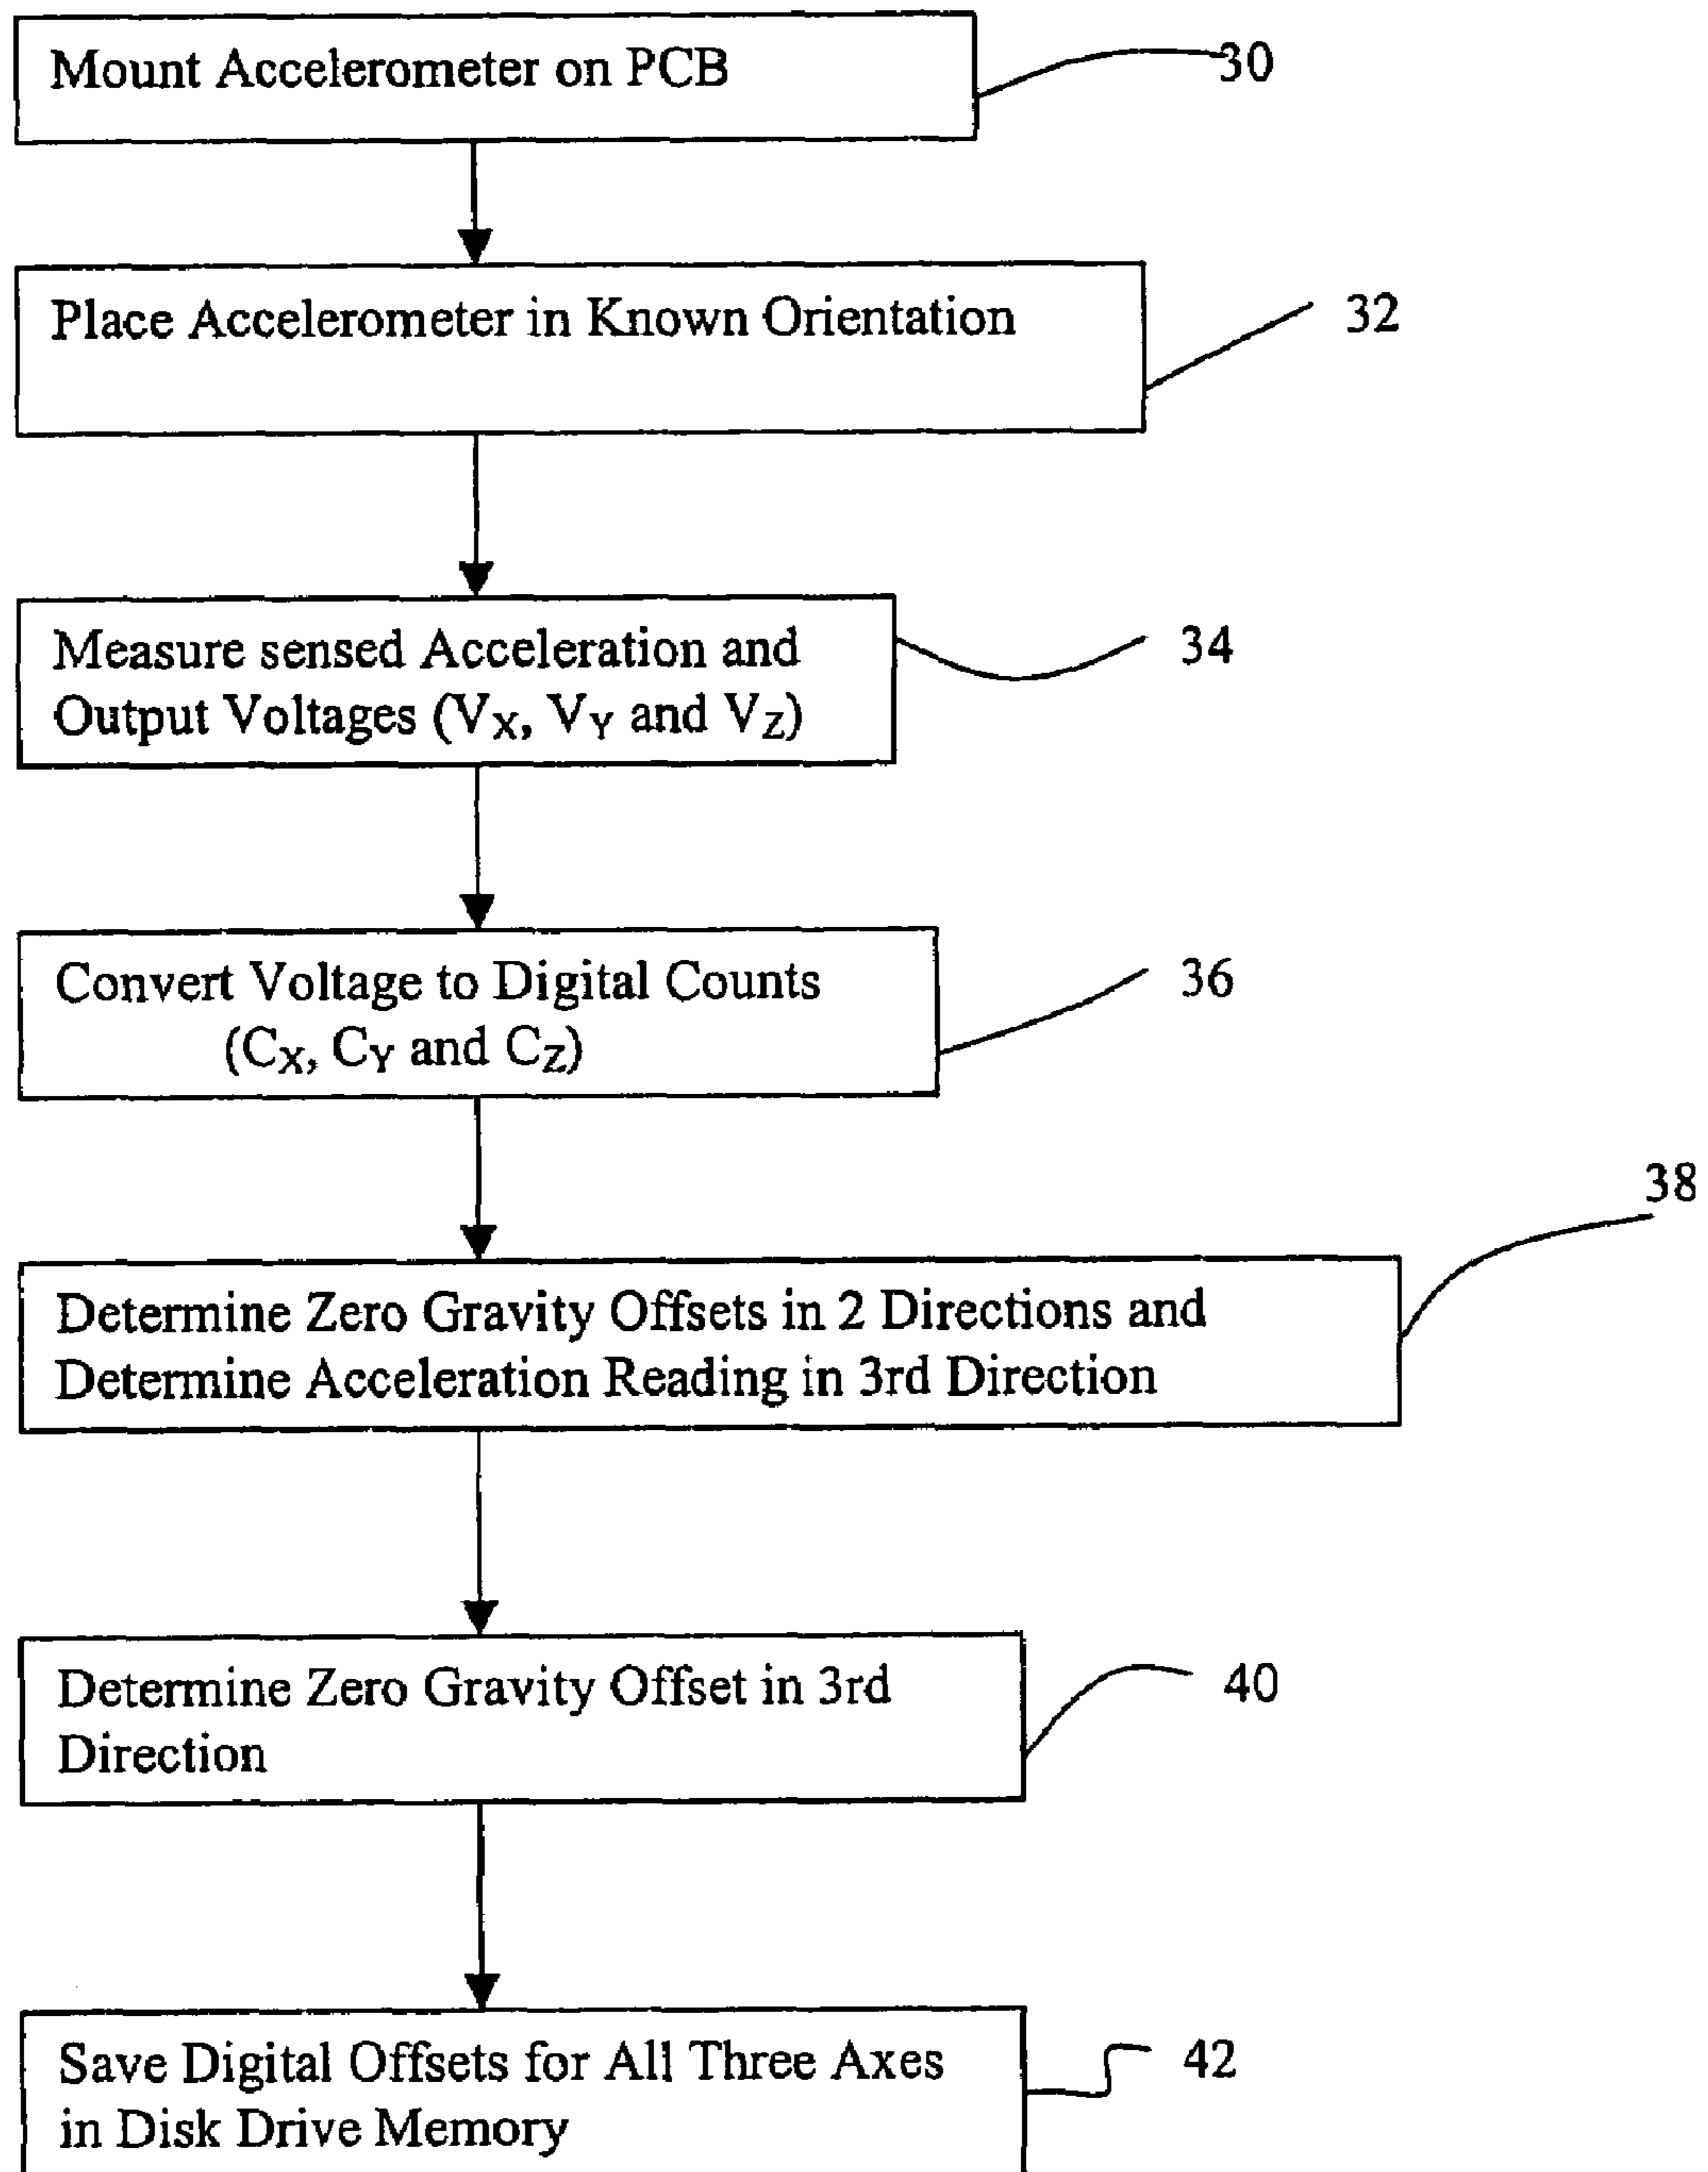 Mount Accelerometer on PCB
30
Place Accelerometer in Known Orientation
32
Measure sensed Acceleration and
Output Voltages (VX, VY and VZ)
34
Convert Voltage to Digital Counts
(CX, CY and CZ)
36
38
Determine Zero Gravity Offsets in 2 Directions and
Determine Acceleration Reading in 3rd Direction
Determine Zero Gravity Offset in 3rd
Direction
40
Save Digital Offsets for All Three Axes
in Disk Drive Memory
42